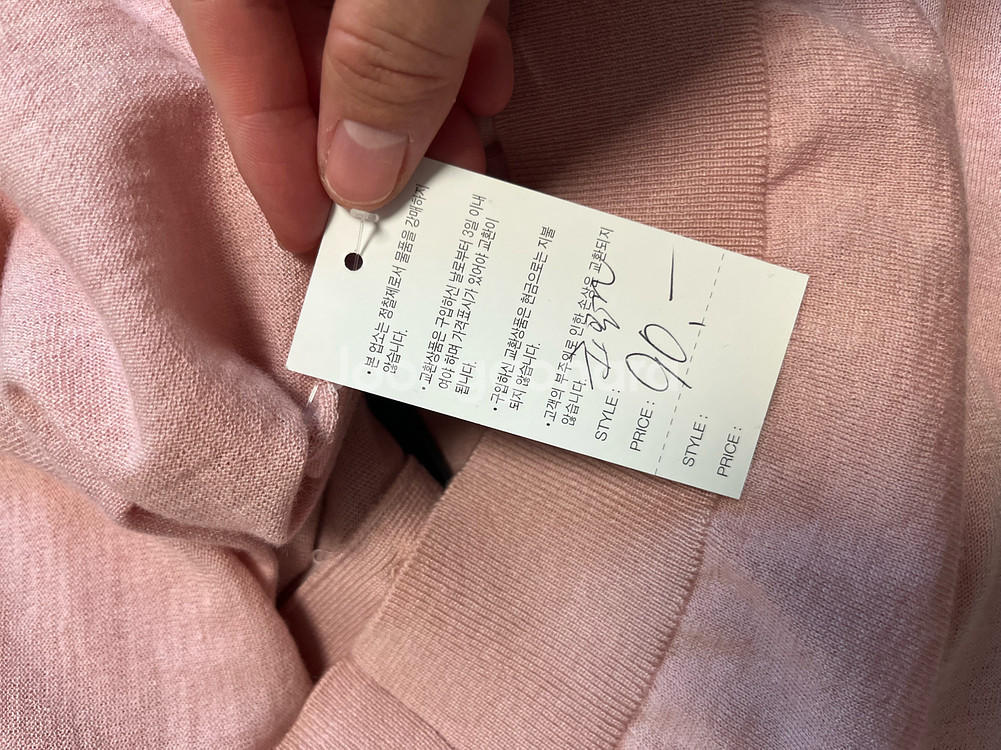 • 본 업소는 정찰제로서 물품을 강매하지
않습니다.
• 교환상품은 구입하신 날로부터 3일 이내
여야 하며 가격표시가 있어야 교환이
됩니다.
• 구입하신 교환상품은 현금으로는 지불
되지 않습니다.
• 고객의 부주의로 인한 손상은 교환되지
않습니다.
STYLE :
PRICE : 90,—
STYLE :
PRICE :